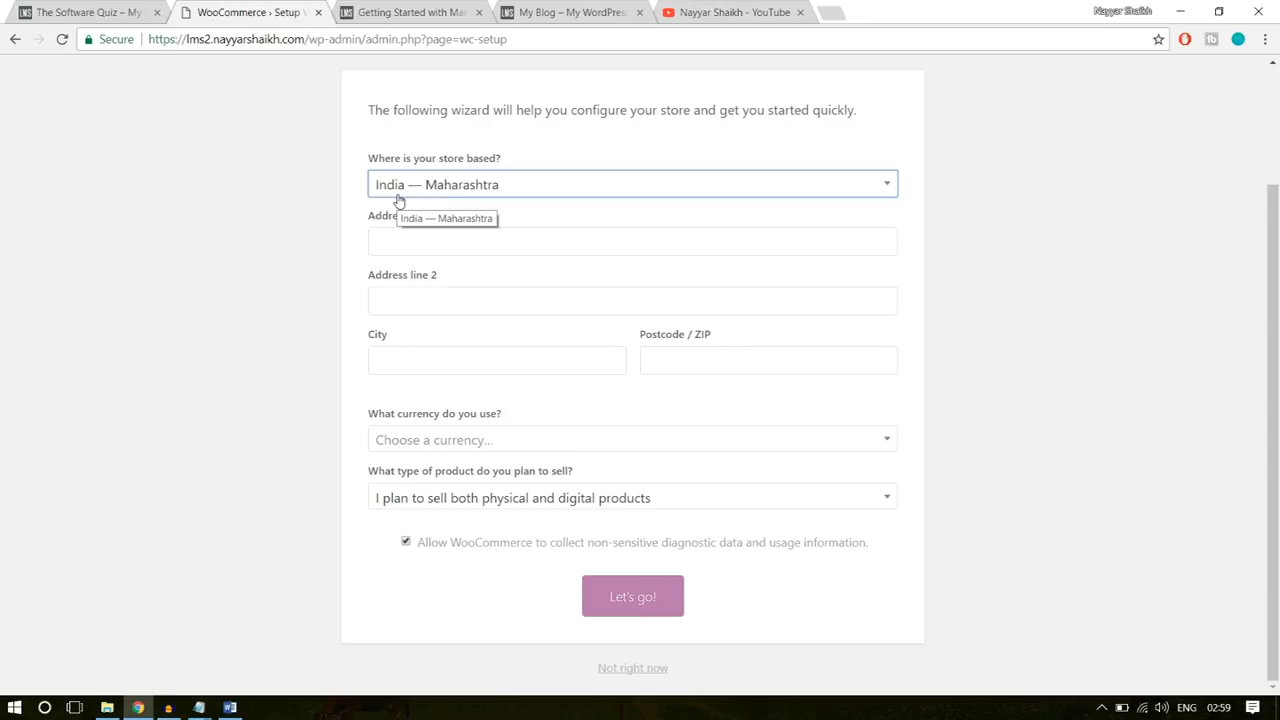 The Software Quiz – My
WooCommerce › Setup
Getting Started with Mar
My Blog – My WordPress
Nayyar Shaikh - YouTube
Nayyar Shaikh
Secure
https://lms2.nayyarshaikh.com/wp-admin/admin.php?page=wc-setup
The following wizard will help you configure your store and get you started quickly.
Where is your store based?
India — Maharashtra
Addre
India — Maharashtra
Address line 2
City
Postcode / ZIP
What currency do you use?
Choose a currency...
What type of product do you plan to sell?
I plan to sell both physical and digital products
Allow WooCommerce to collect non-sensitive diagnostic data and usage information.
Let's go!
Not right now
ENG
02:59